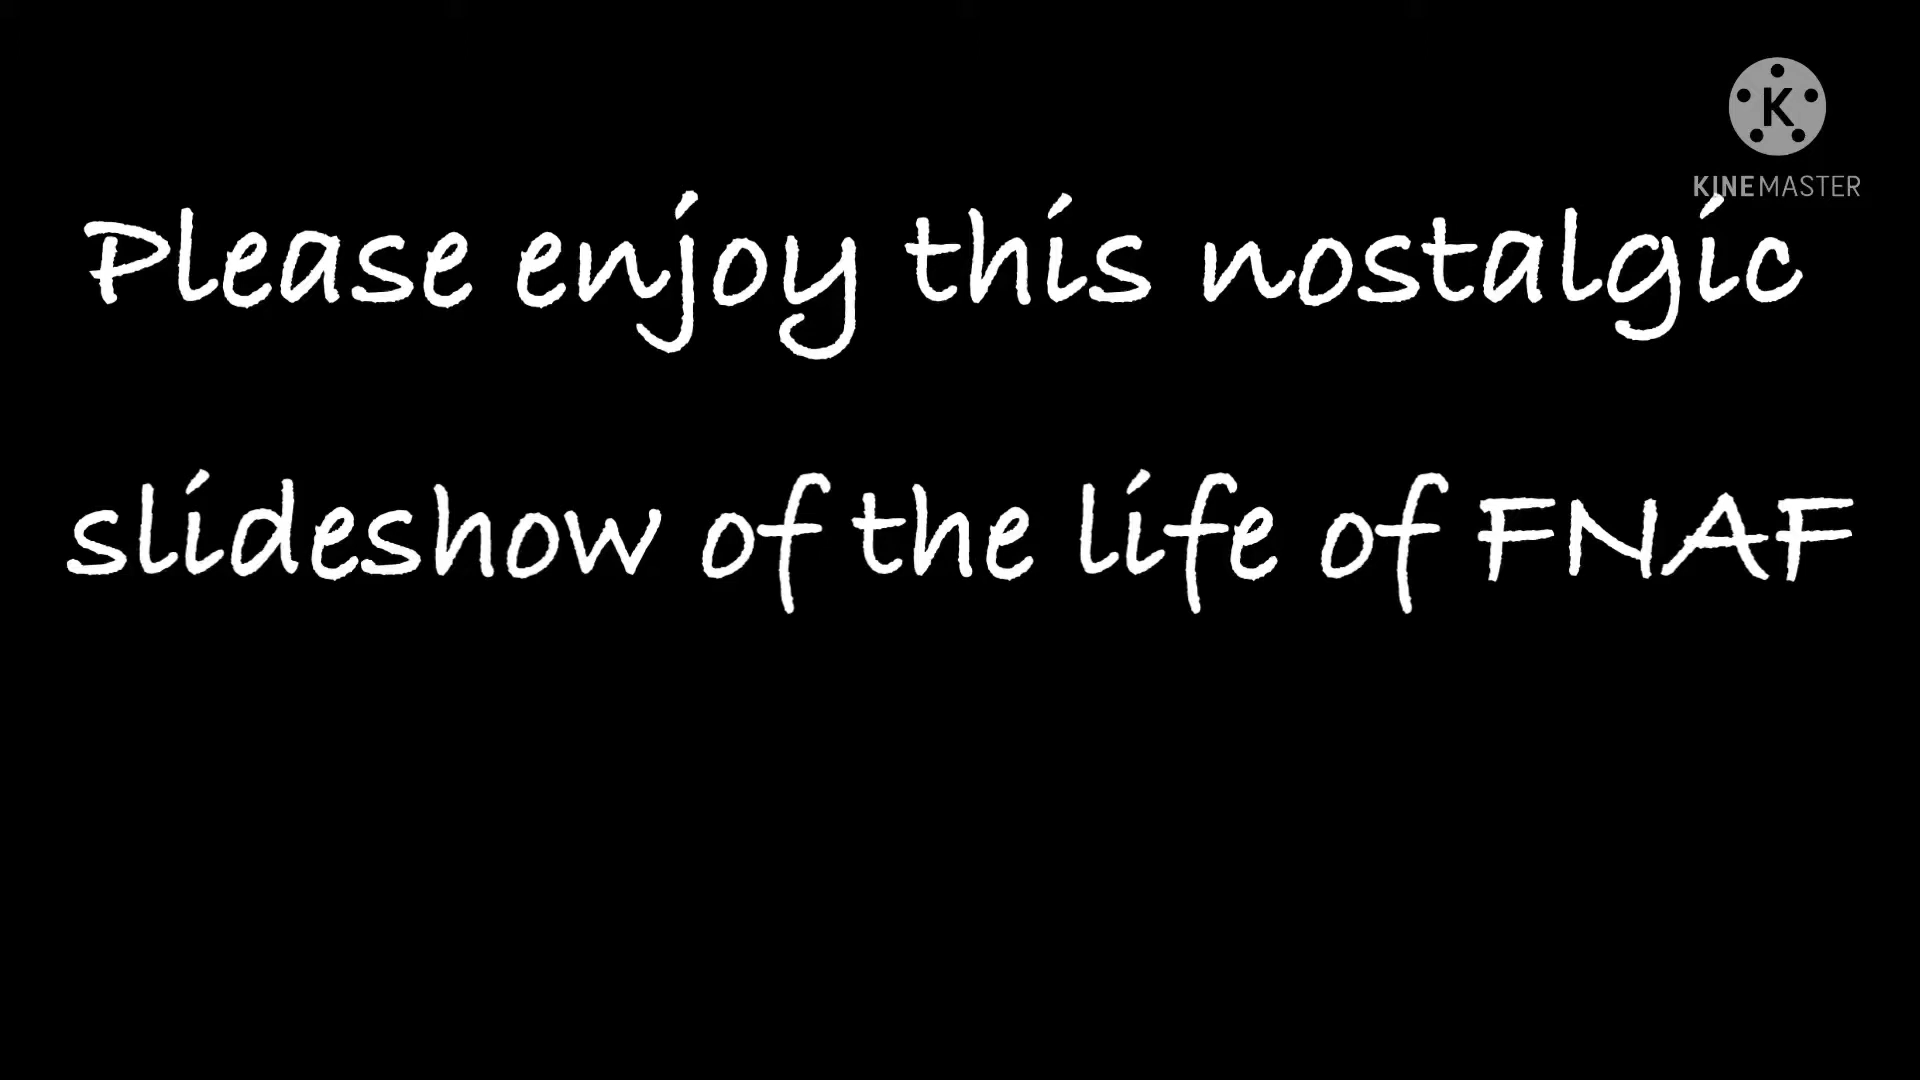 K
KINEMASTER
Please enjoy this nostalgic
slideshow of the life of FNAF